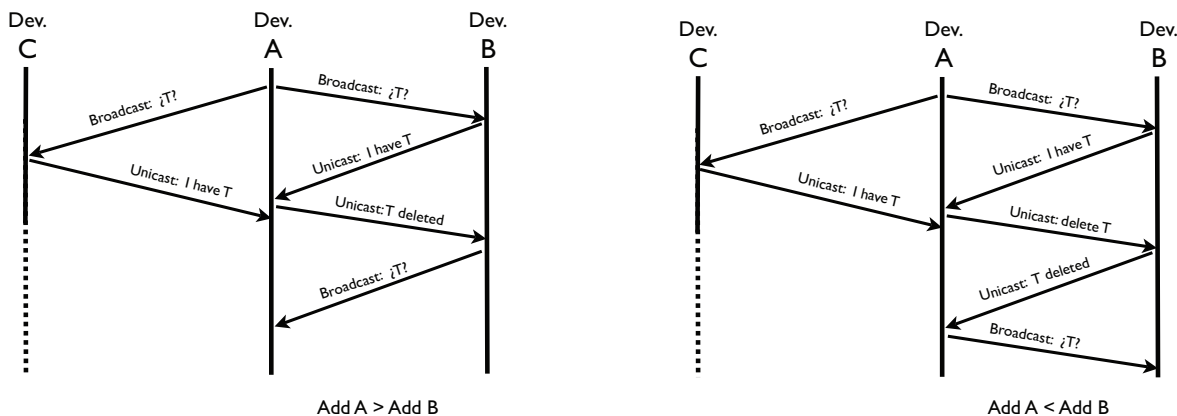 Dev.
C
Dev.
A
Dev.
B
Broadcast: ¿T?
Broadcast: ¿T?
Unicast: I have T
Unicast: I have T
Unicast: T deleted
Broadcast: ¿T?
Add A > Add B
Dev.
C
Dev.
A
Dev.
B
Broadcast: ¿T?
Broadcast: ¿T?
Unicast: I have T
Unicast: I have T
Unicast: delete T
Unicast: T deleted
Broadcast: ¿T?
Add A < Add B